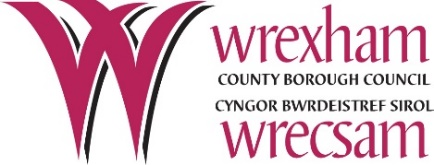 wrexham
COUNTY BOROUGH COUNCIL
CYNGOR BWRDEISTREF SIROL
wrecsam